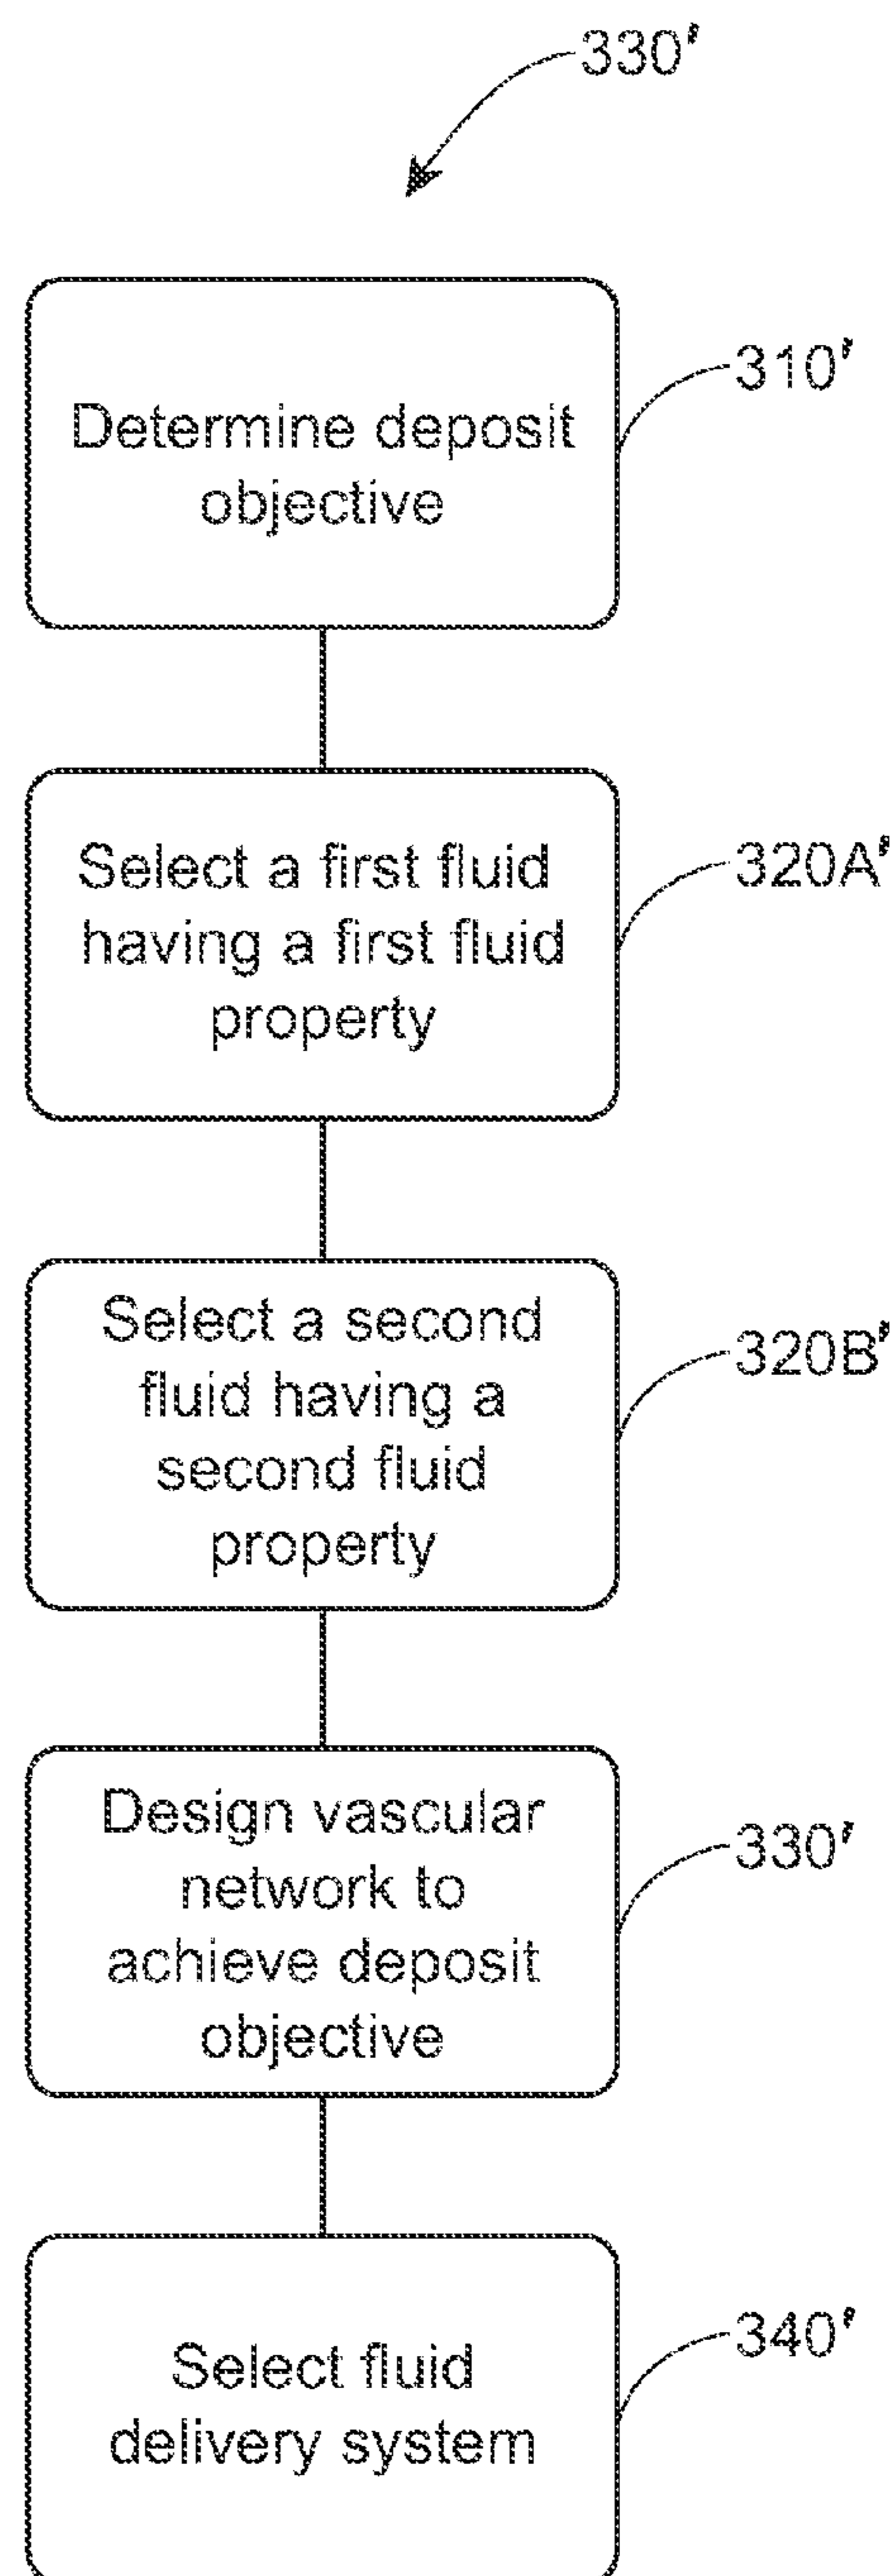 330'
Determine deposit
objective
310'
Select a first fluid
having a first fluid
property
320A'
Select a second
fluid having a
second fluid
property
320B'
Design vascular
network to
achieve deposit
objective
330'
Select fluid
delivery system
340'